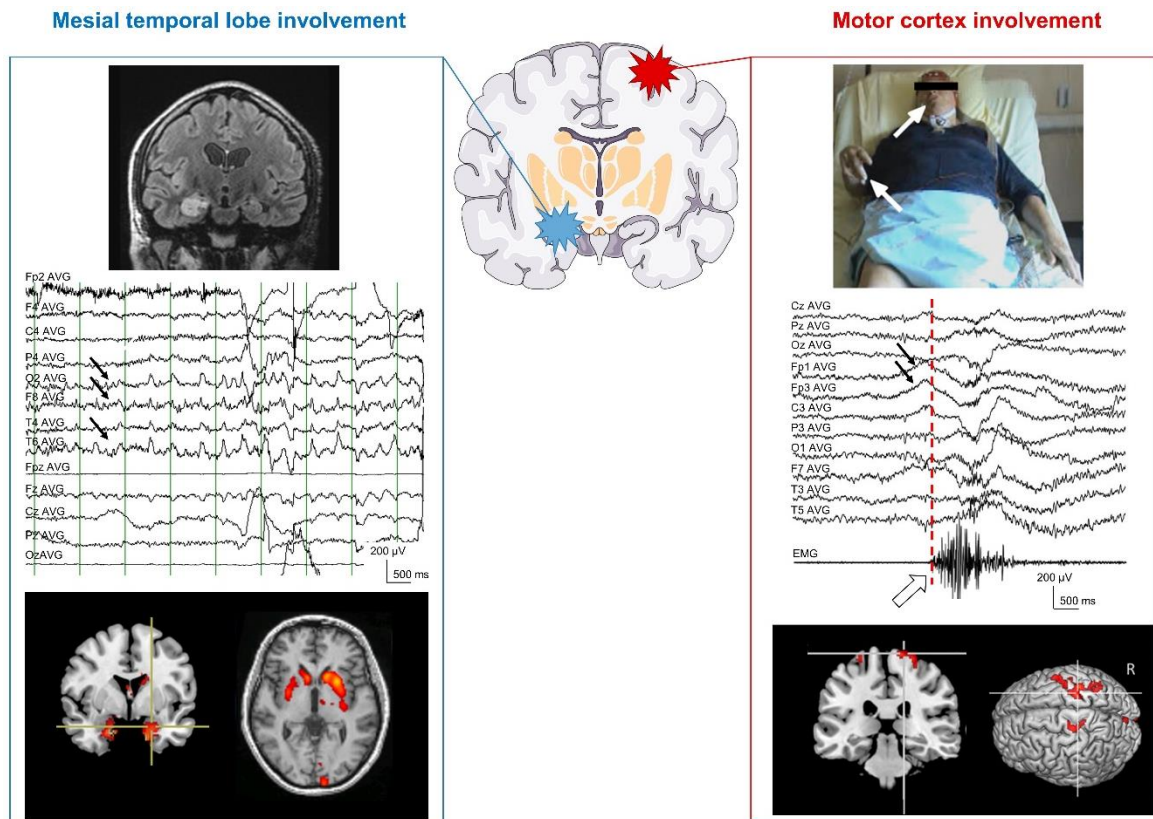 Mesial temporal lobe involvement
Motor cortex involvement
Fp2 AVG
F4 AVG
C4 AVG
P4 AVG
O2 AVG
F8 AVG
T4 AVG
T6 AVG
Fpz AVG
Fz AVG
Cz AVG
Pz AVG
OzAVG
200 µV
500 ms
Cz AVG
Pz AVG
Oz AVG
Fp1 AVG
Fp3 AVG
C3 AVG
P3 AVG
O1 AVG
F7 AVG
T3 AVG
T5 AVG
EMG
200 µV
500 ms
R